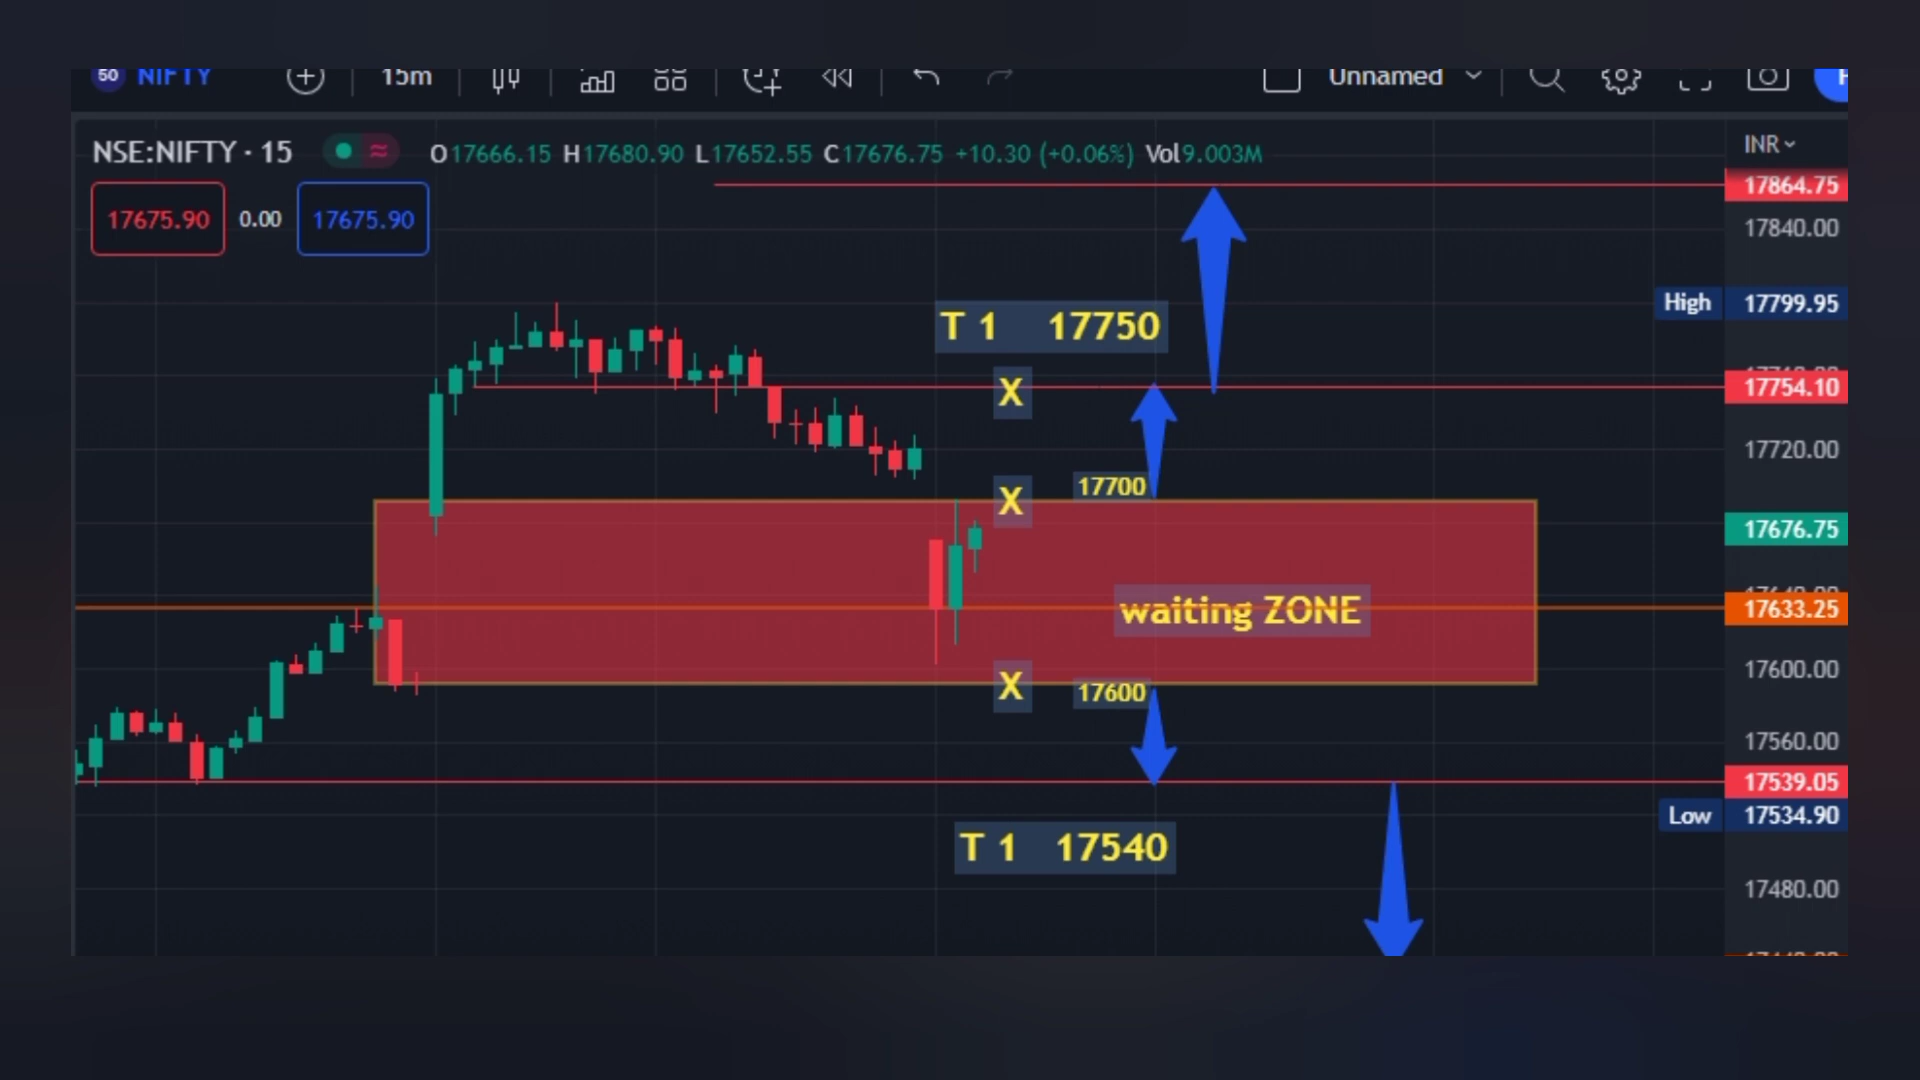 50 NIFTY 15m Unnamed
NSE:NIFTY · 15 O17666.15 H17680.90 L17652.55 C17676.75 +10.30 (+0.06%) Vol9.003M
INR
17675.90 0.00 17675.90
17864.75
17840.00
High 17799.95
T 1 17750
X
17754.10
17720.00
17700
X
17676.75
waiting ZONE
17633.25
17600.00
X
17600
17560.00
17539.05
Low 17534.90
T 1 17540
17480.00